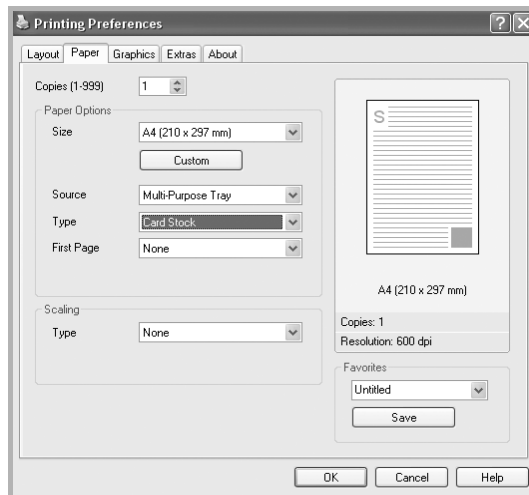 Printing Preferences
Layout Paper Graphics Extras About
Copies (1-999) 1
Paper Options
Size A4 (210 x 297 mm)
Custom
Source Multi-Purpose Tray
Type Card Stock
First Page None
Scaling
Type None
S
A4 (210 x 297 mm)
Copies: 1
Resolution: 600 dpi
Favorites
Untitled
Save
OK Cancel Help